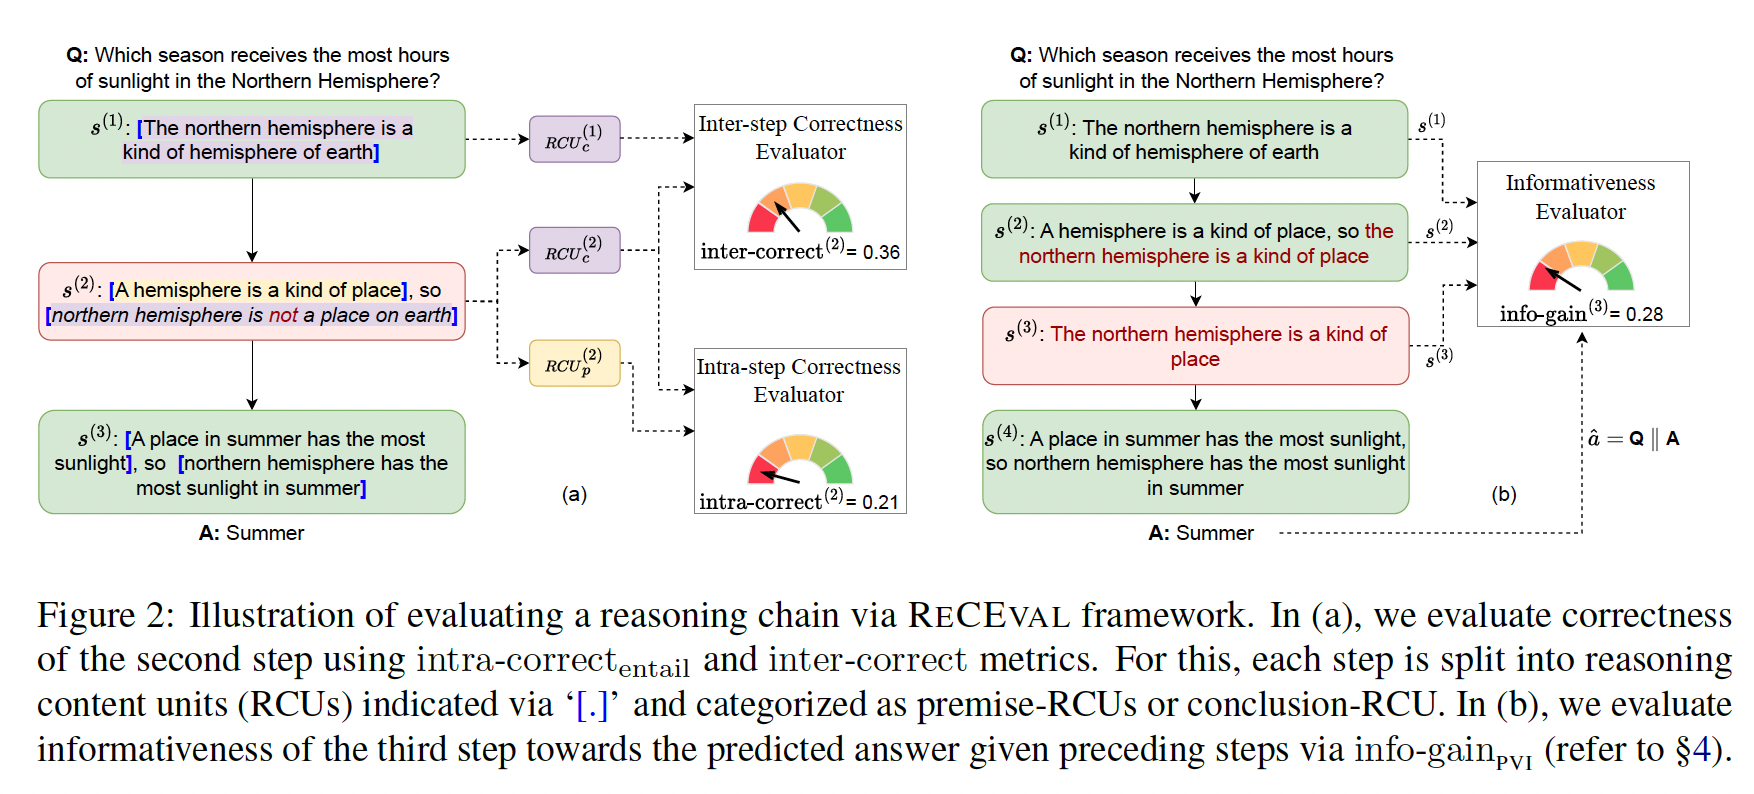 Q: Which season receives the most hours
of sunlight in the Northern Hemisphere?
s(1): [The northern hemisphere is a
kind of hemisphere of earth]
s(2): [A hemisphere is a kind of place], so
[northern hemisphere is not a place on earth]
s(3): [A place in summer has the most
sunlight], so [northern hemisphere has the
most sunlight in summer]
A: Summer
RCU_c^(1)
RCU_c^(2)
RCU_p^(2)
Inter-step Correctness
Evaluator
inter-correct(2)= 0.36
Intra-step Correctness
Evaluator
intra-correct(2)= 0.21
(a)
Q: Which season receives the most hours
of sunlight in the Northern Hemisphere?
s(1): The northern hemisphere is a
kind of hemisphere of earth
s(2): A hemisphere is a kind of place, so the
northern hemisphere is a kind of place
s(3): The northern hemisphere is a kind of
place
s(4): A place in summer has the most sunlight,
so northern hemisphere has the most sunlight
in summer
A: Summer
s(1)
s(2)
s(3)
Informativeness
Evaluator
info-gain(3)= 0.28
â = Q || A
(b)
Figure 2: Illustration of evaluating a reasoning chain via RECEVAL framework. In (a), we evaluate correctness
of the second step using intra-correct_entail and inter-correct metrics. For this, each step is split into reasoning
content units (RCUs) indicated via ‘[.]’ and categorized as premise-RCUs or conclusion-RCU. In (b), we evaluate
informativeness of the third step towards the predicted answer given preceding steps via info-gain_PVI (refer to §4).